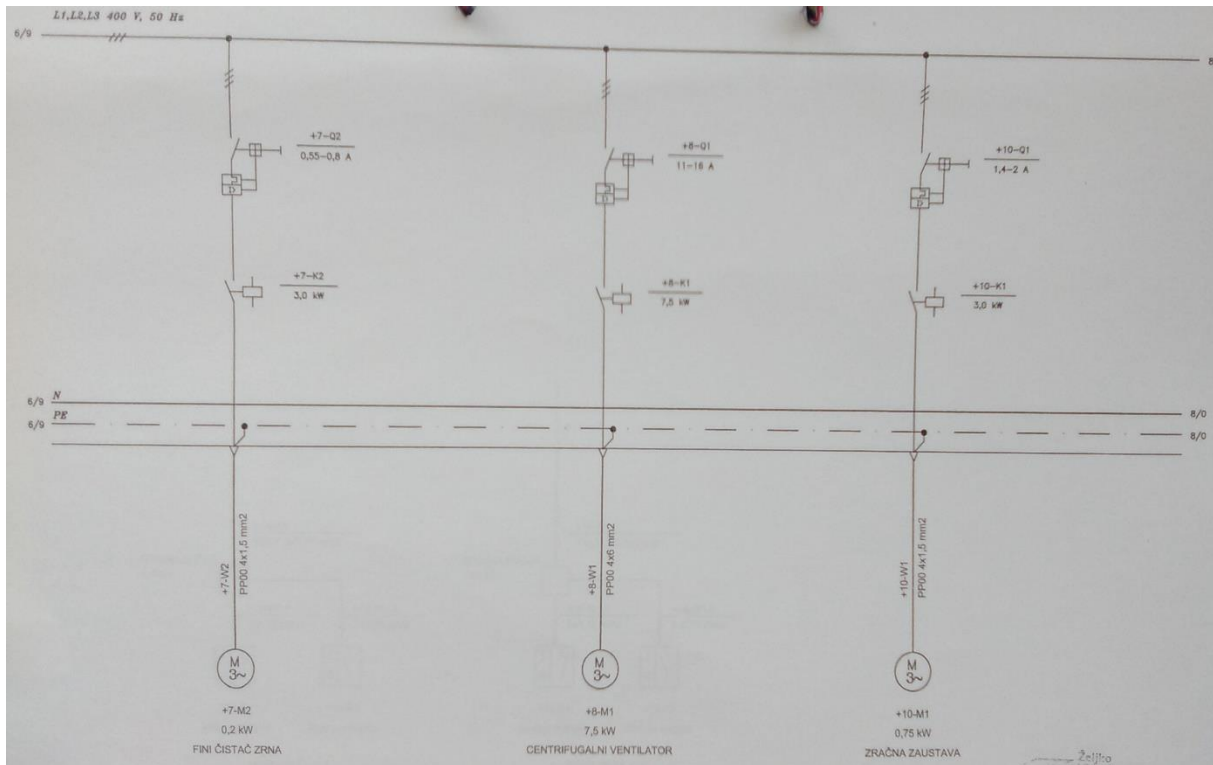 L1,L2,L3 400 V, 50 Hz
6/9
8
+7-Q2
0,55-0,8 A
+8-Q1
11-16 A
+10-Q1
1,4-2 A
D
D
D
+7-K2
3,0 kW
+8-K1
7,5 kW
+10-K1
3,0 kW
6/9 N
8/0
6/9 PE
8/0
+7-W2
PP00 4x1,5 mm2
+8-W1
PP00 4x6 mm2
+10-W1
PP00 4x1,5 mm2
M
3~
M
3~
M
3~
+7-M2
0,2 kW
FINI ČISTAČ ZRNA
+8-M1
7,5 kW
CENTRIFUGALNI VENTILATOR
+10-M1
0,75 kW
ZRAČNA ZAUSTAVA
Željko